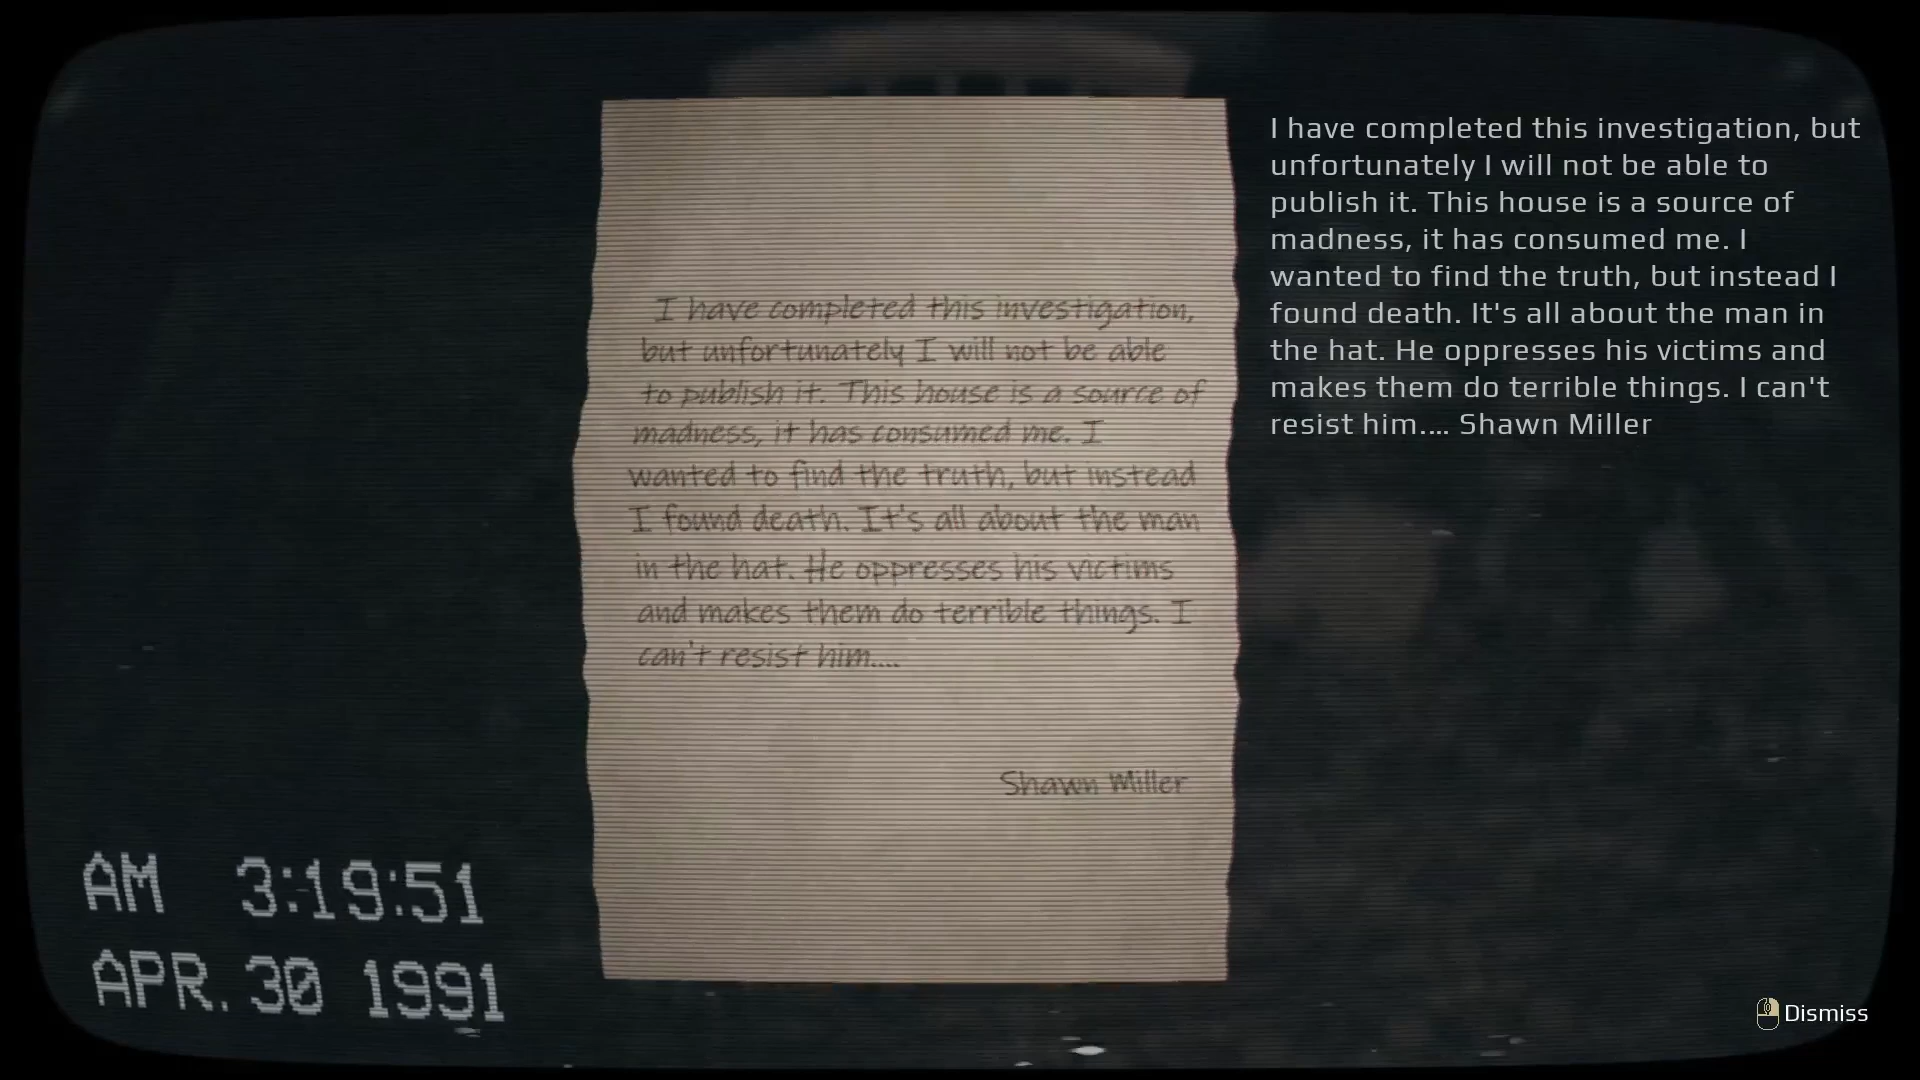 I have completed this investigation,
but unfortunately I will not be able
to publish it. This house is a source of
madness, it has consumed me. I
wanted to find the truth, but instead
I found death. It's all about the man
in the hat. He oppresses his victims
and makes them do terrible things. I
can't resist him....
Shawn Miller
I have completed this investigation, but
unfortunately I will not be able to
publish it. This house is a source of
madness, it has consumed me. I
wanted to find the truth, but instead I
found death. It's all about the man in
the hat. He oppresses his victims and
makes them do terrible things. I can't
resist him.... Shawn Miller
AM 3:19:51
APR. 30 1991
Dismiss